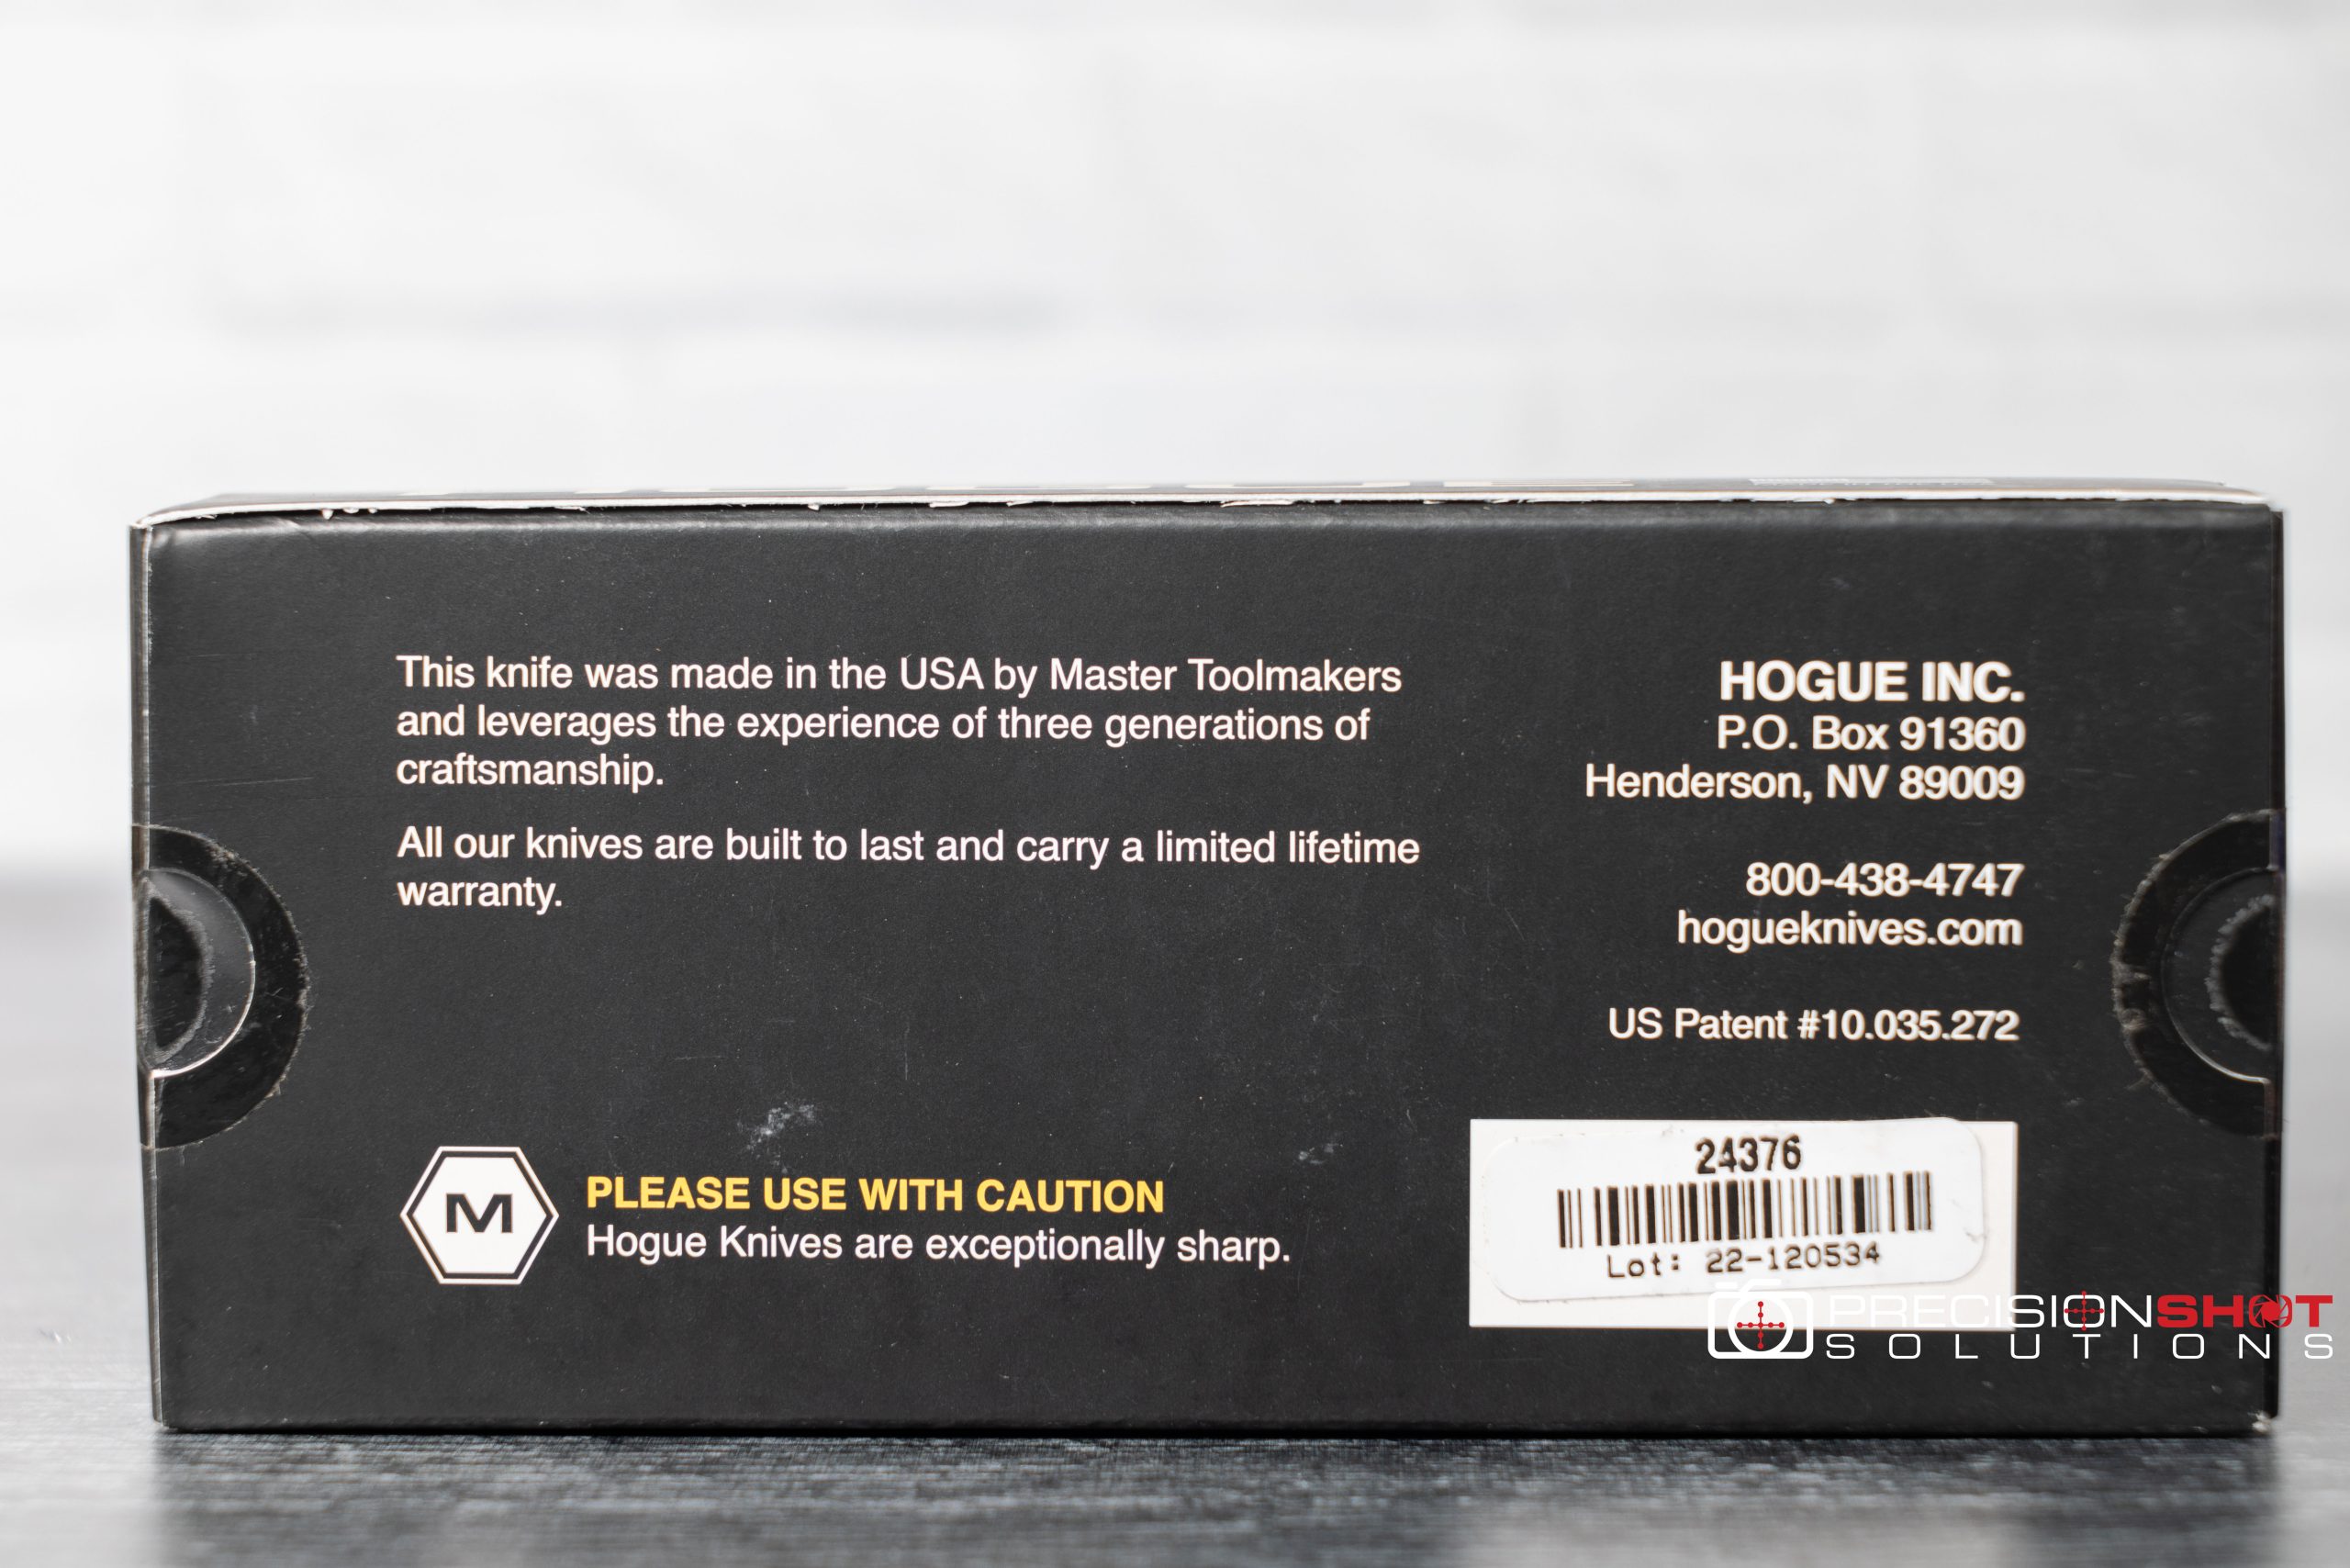 This knife was made in the USA by Master Toolmakers
and leverages the experience of three generations of
craftsmanship.
All our knives are built to last and carry a limited lifetime
warranty.
HOGUE INC.
P.O. Box 91360
Henderson, NV 89009
800-438-4747
hogueknives.com
US Patent #10.035.272
M
PLEASE USE WITH CAUTION
Hogue Knives are exceptionally sharp.
24376
Lot: 22-120534
PRECISIONSHOT
SOLUTIONS